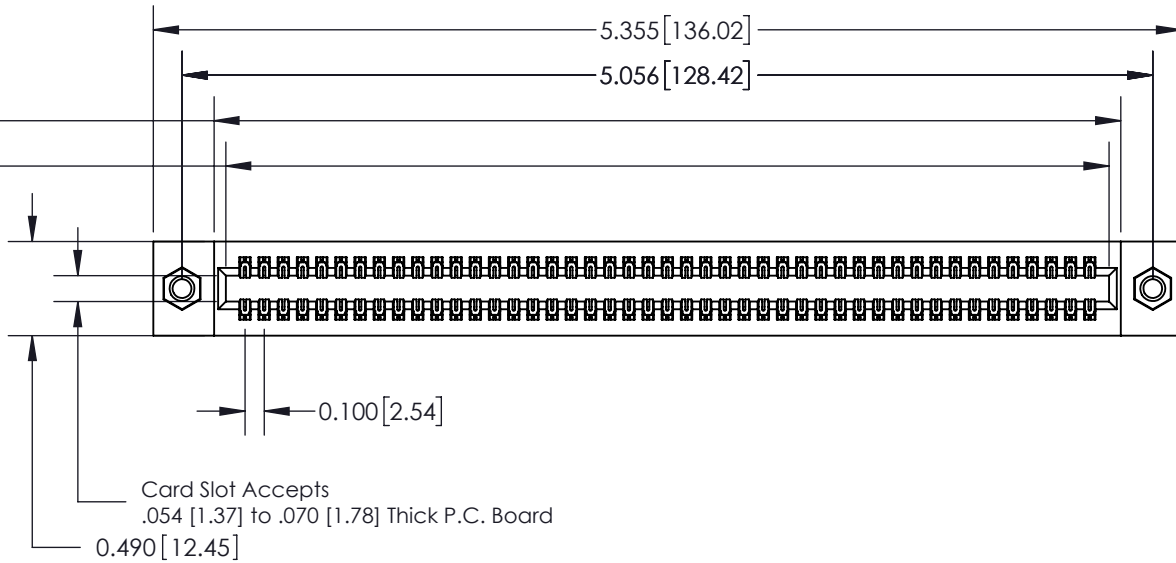 5.355[136.02]
5.056[128.42]
0.100[2.54]
Card Slot Accepts
.054 [1.37] to .070 [1.78] Thick P.C. Board
0.490[12.45]